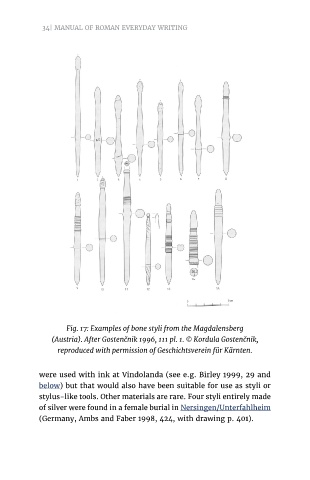 34/ MANUAL OF ROMAN EVERYDAY WRITING
Fig. 17: Examples of bone styli from the Magdalensberg
(Austria). After Gostenčnik 1996, 111 pl. 1. © Kordula Gostenčnik,
reproduced with permission of Geschichtsverein für Kärnten.
were used with ink at Vindolanda (see e.g. Birley 1999, 29 and
below) but that would also have been suitable for use as styli or
stylus-like tools. Other materials are rare. Four styli entirely made
of silver were found in a female burial in Nersingen/Unterfahlheim
(Germany, Ambs and Faber 1998, 424, with drawing p. 401).